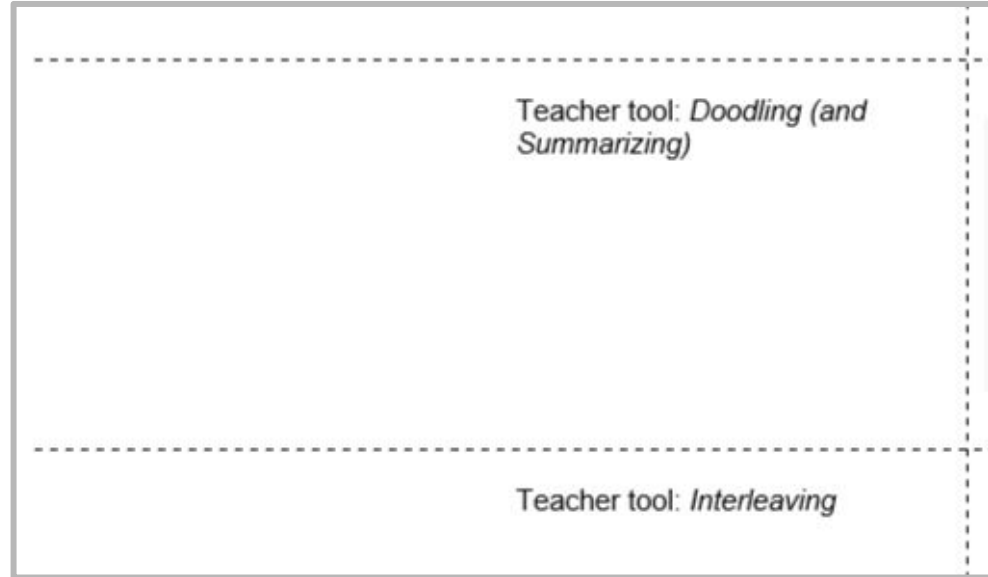 Teacher tool: Doodling (and
Summarizing)
Teacher tool: Interleaving